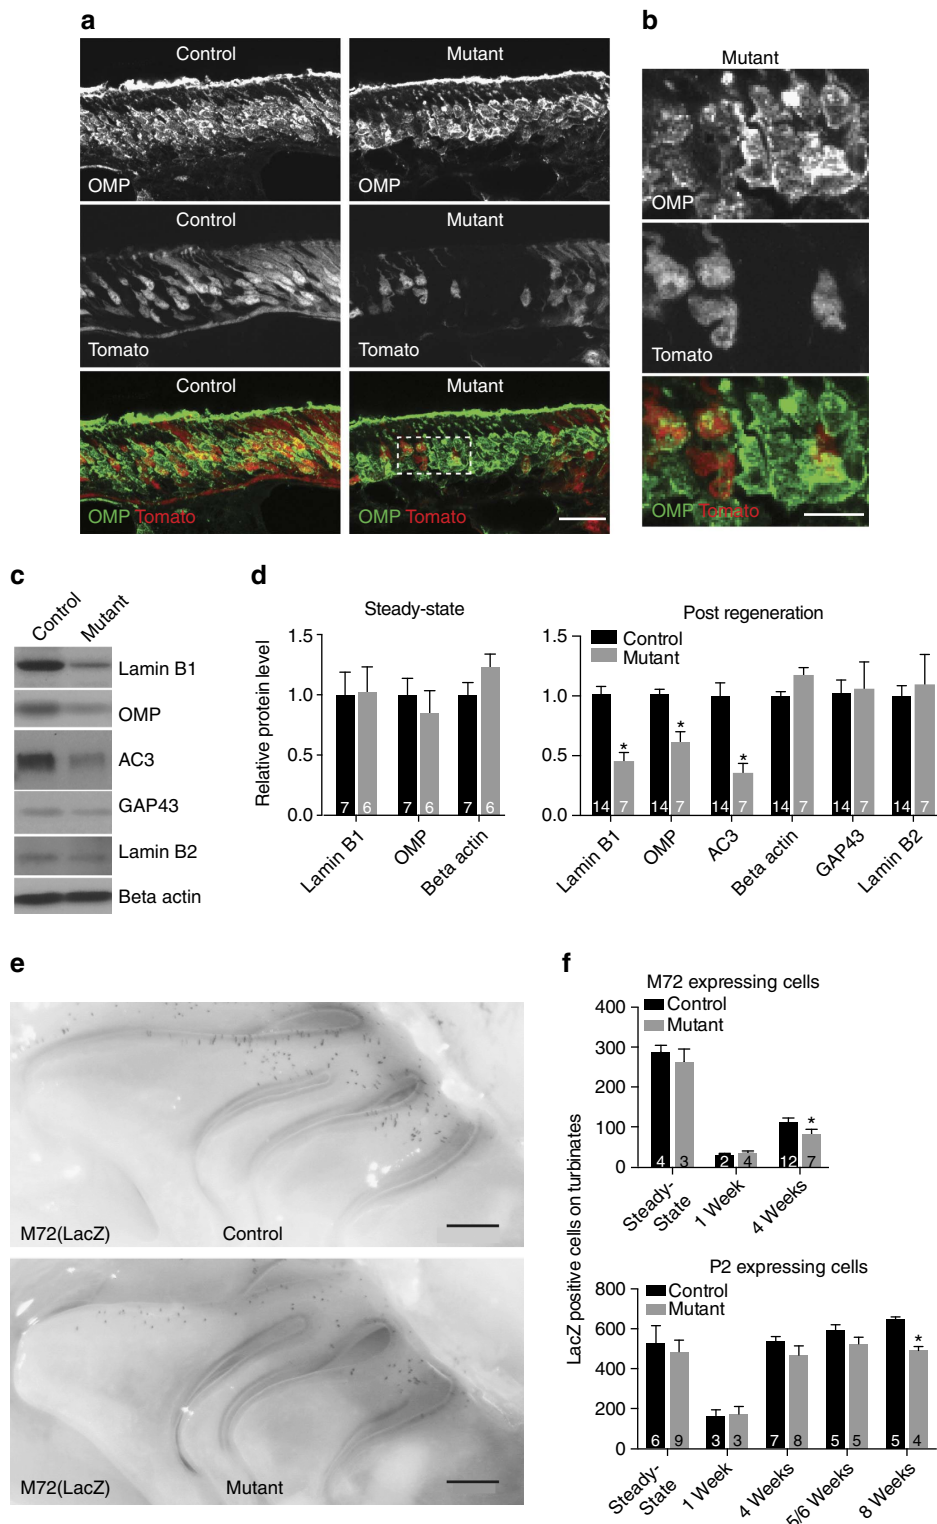 a
Control
Mutant
OMP
OMP
Control
Mutant
Tomato
Tomato
Control
Mutant
OMP Tomato
OMP Tomato
b
Mutant
OMP
Tomato
OMP Tomato
c
Control
Mutant
Lamin B1
OMP
AC3
GAP43
Lamin B2
Beta actin
d
Steady-state
Relative protein level
1.5
1.0
0.5
0.0
7
6
7
6
7
6
Lamin B1
OMP
Beta actin
Post regeneration
Control
Mutant
1.5
1.0
0.5
0.0
*
*
*
14
7
14
7
14
7
14
7
14
7
14
7
Lamin B1
OMP
AC3
Beta actin
GAP43
Lamin B2
e
M72(LacZ)
Control
M72(LacZ)
Mutant
f
M72 expressing cells
Control
Mutant
LacZ positive cells on turbinates
400
300
200
100
0
*
4
3
2
4
12
7
Steady-
State
1 Week
4 Weeks
P2 expressing cells
Control
Mutant
800
600
400
200
0
*
6
9
3
3
7
8
5
5
5
4
Steady-
State
1 Week
4 Weeks
5/6 Weeks
8 Weeks